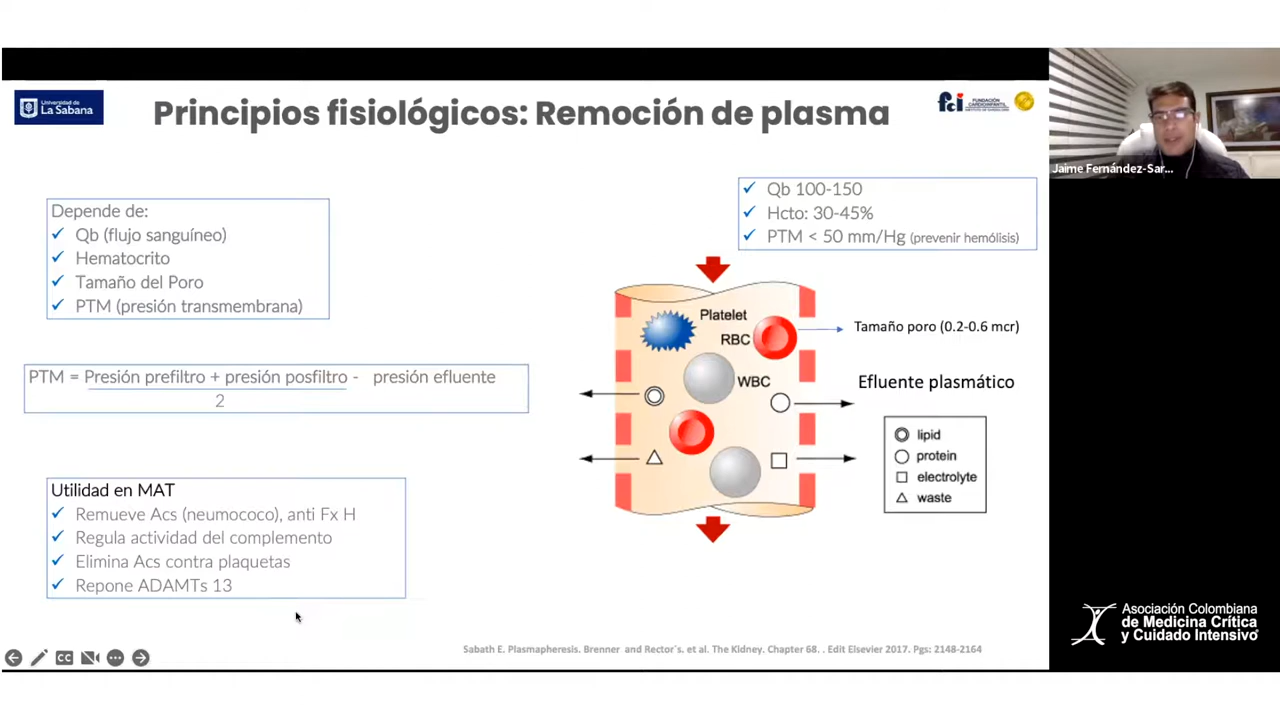 Universidad de
La Sabana
Principios fisiológicos: Remoción de plasma
fci
FUNDACIÓN
CARDIOINFANTIL
Jaime Fernández-Sar...
Depende de:
✓ Qb (flujo sanguíneo)
✓ Hematocrito
✓ Tamaño del Poro
✓ PTM (presión transmembrana)
✓ Qb 100-150
✓ Hcto: 30-45%
✓ PTM < 50 mm/Hg (prevenir hemólisis)
PTM = Presión prefiltro + presión posfiltro - presión efluente
2
Utilidad en MAT
✓ Remueve Acs (neumococo), anti Fx H
✓ Regula actividad del complemento
✓ Elimina Acs contra plaquetas
✓ Repone ADAMTs 13
Platelet
RBC
WBC
Tamaño poro (0.2-0.6 mcr)
Efluente plasmático
lipid
protein
electrolyte
waste
CC
Sabath E. Plasmapheresis. Brenner and Rector`s. et al. The Kidney. Chapter 68. . Edit Elsevier 2017. Pgs: 2148-2164
Asociación Colombiana
de Medicina Crítica
y Cuidado Intensivo